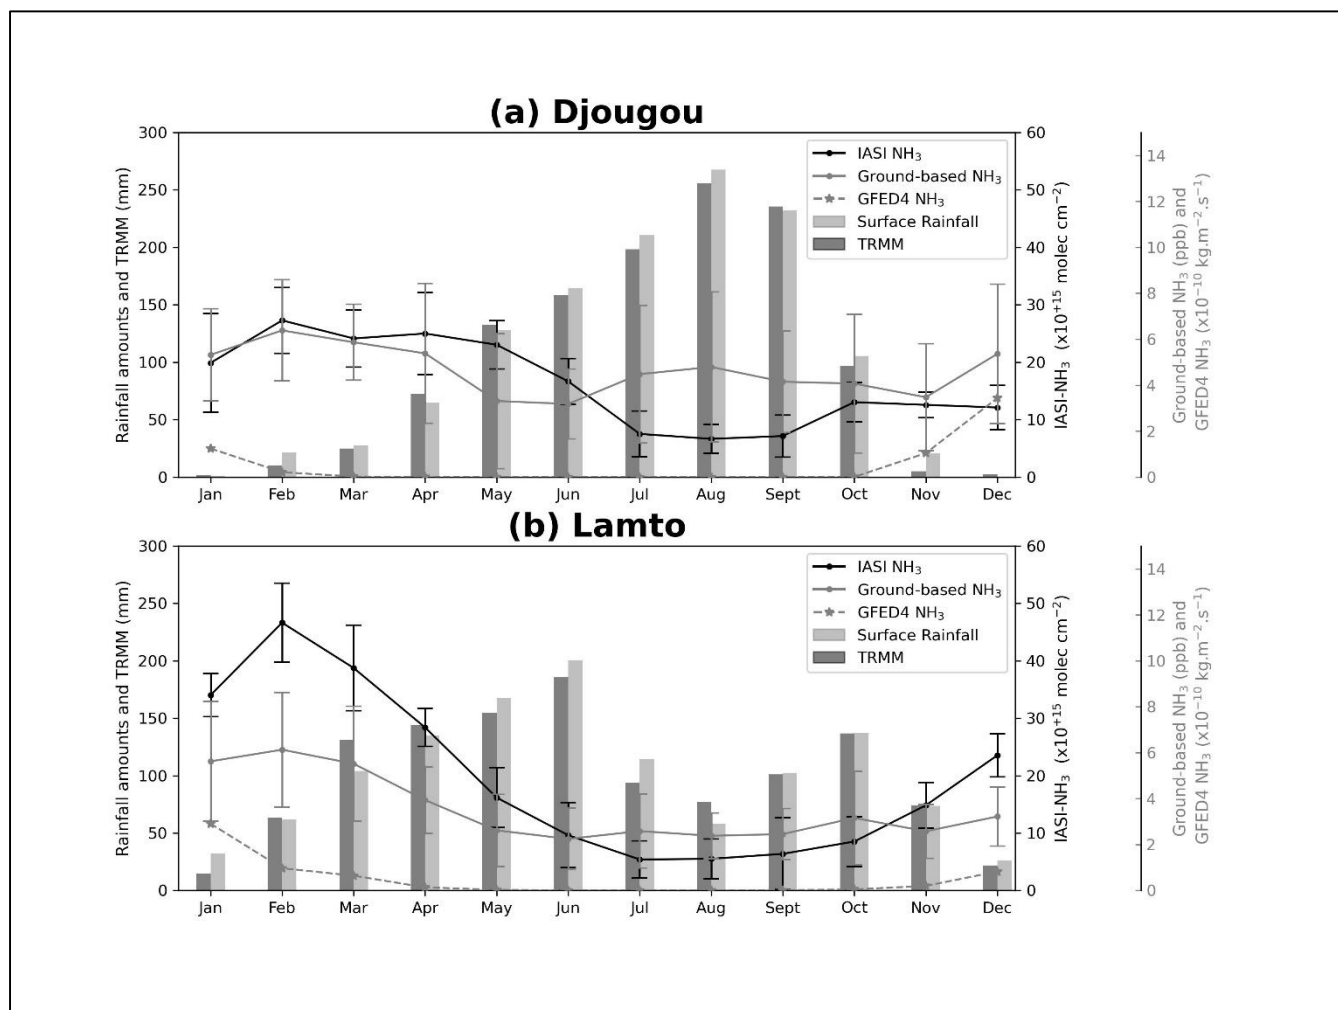 (a) Djougou
Rainfall amounts and TRMM (mm)
300
250
200
150
100
50
0
IASI NH₃
Ground-based NH₃
GFED4 NH₃
Surface Rainfall
TRMM
60
50
40
30
20
10
0
IASI-NH₃ (x10⁺¹⁵ molec cm⁻²)
14
12
10
8
6
4
2
0
Ground-based NH₃ (ppb) and
GFED4 NH₃ (x10⁻¹⁰ kg.m⁻².s⁻¹)
Jan Feb Mar Apr May Jun Jul Aug Sept Oct Nov Dec
(b) Lamto
Rainfall amounts and TRMM (mm)
300
250
200
150
100
50
0
IASI NH₃
Ground-based NH₃
GFED4 NH₃
Surface Rainfall
TRMM
60
50
40
30
20
10
0
IASI-NH₃ (x10⁺¹⁵ molec cm⁻²)
14
12
10
8
6
4
2
0
Ground-based NH₃ (ppb) and
GFED4 NH₃ (x10⁻¹⁰ kg.m⁻².s⁻¹)
Jan Feb Mar Apr May Jun Jul Aug Sept Oct Nov Dec